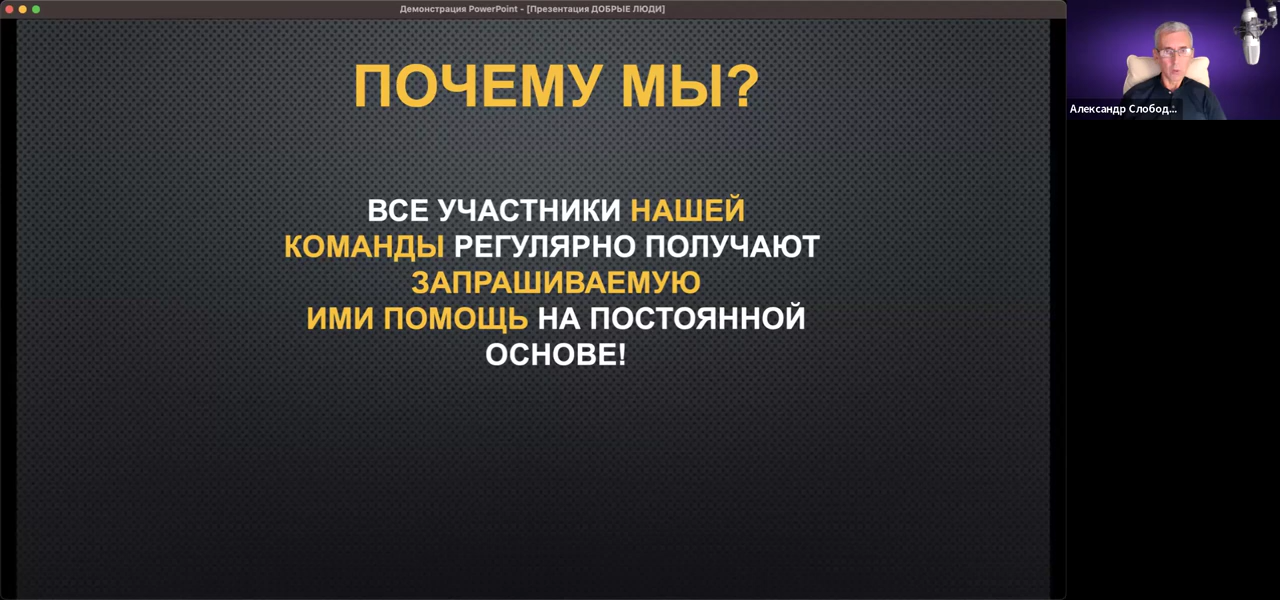 Демонстрация PowerPoint - [Презентация ДОБРЫЕ ЛЮДИ]
ПОЧЕМУ МЫ?
ВСЕ УЧАСТНИКИ НАШЕЙ
КОМАНДЫ РЕГУЛЯРНО ПОЛУЧАЮТ
ЗАПРАШИВАЕМУЮ
ИМИ ПОМОЩЬ НА ПОСТОЯННОЙ
ОСНОВЕ!
Александр Слобод...